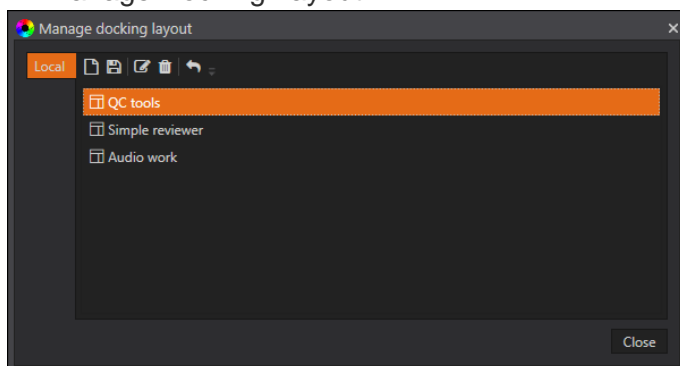 Manage docking layout
Local
QC tools
Simple reviewer
Audio work
Close